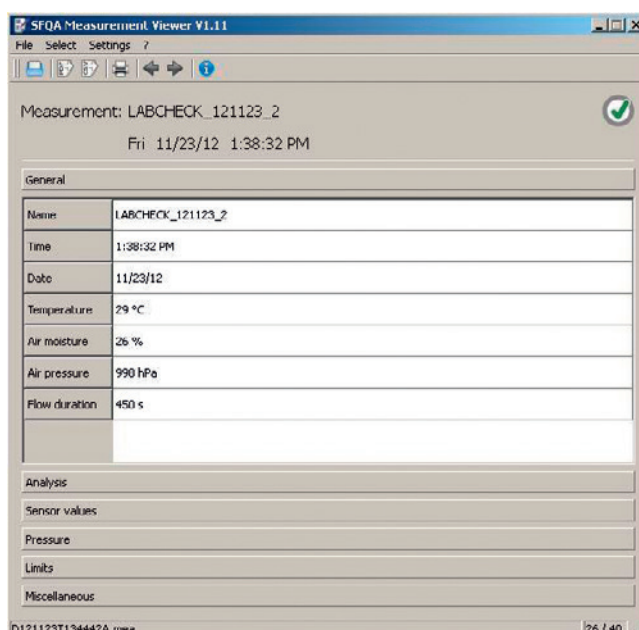 SFQA Measurement Viewer V1.11
File Select Settings ?
Measurement: LABCHECK_121123_2
Fri 11/23/12 1:38:32 PM
General
Name LABCHECK_121123_2
Time 1:38:32 PM
Date 11/23/12
Temperature 29 °C
Air moisture 26 %
Air pressure 990 hPa
Flow duration 450 s
Analysis
Sensor values
Pressure
Limits
Miscellaneous
D121123T134442A.mea 26 / 40